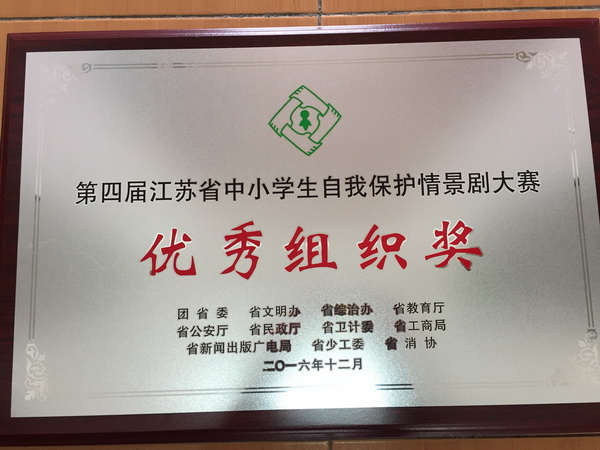 第四届江苏省中小学生自我保护情景剧大赛
优秀组织奖
团省委 省文明办 省综治办 省教育厅
省公安厅 省民政厅 省卫计委 省工商局
省新闻出版广电局 省少工委 省消协
二〇一六年十二月